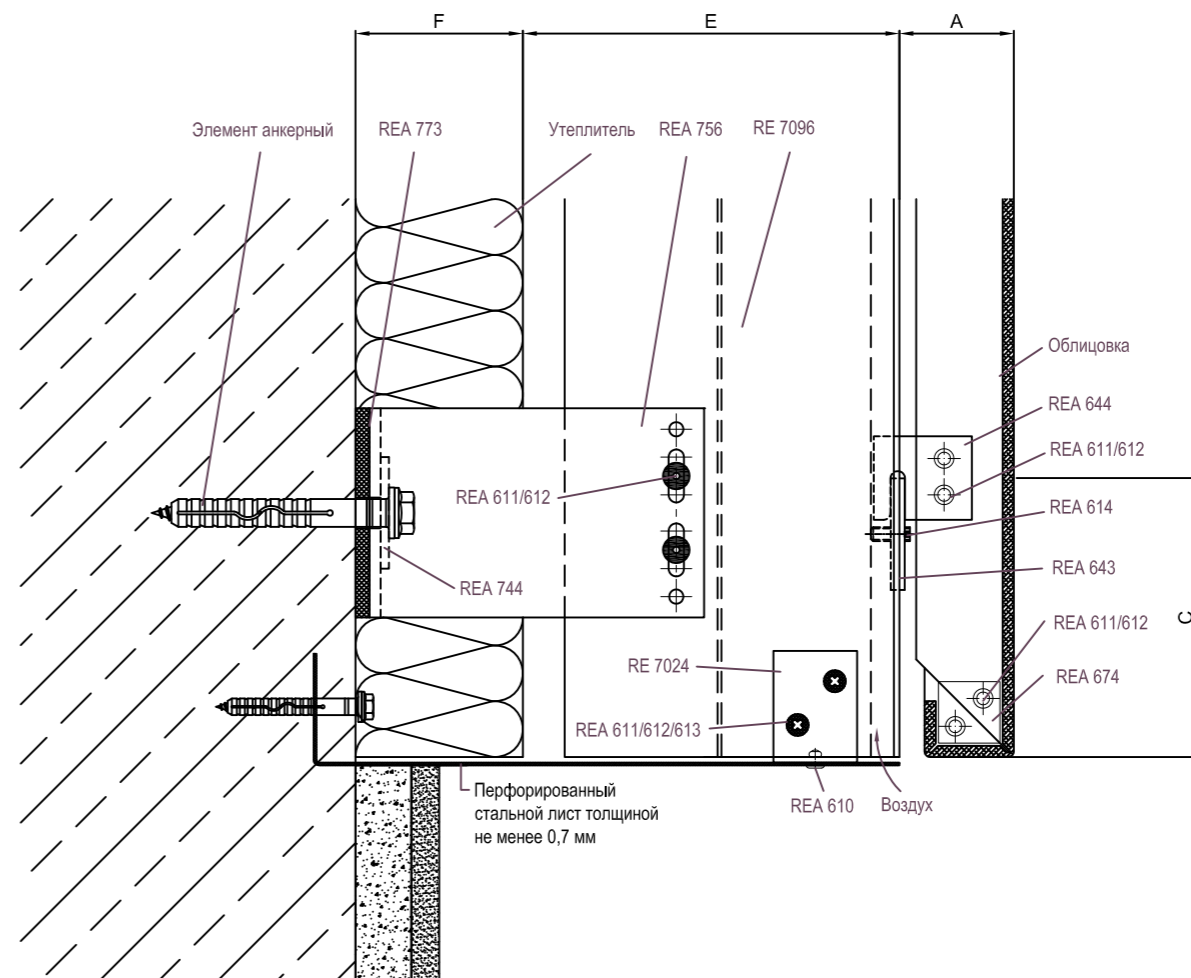 F
E
A
Элемент анкерный
REA 773
Утеплитель
REA 756
RE 7096
Облицовка
REA 644
REA 611/612
REA 611/612
REA 614
REA 744
REA 643
C
REA 611/612
RE 7024
REA 674
REA 611/612/613
Перфорированный
стальной лист толщиной
не менее 0,7 мм
REA 610
Воздух